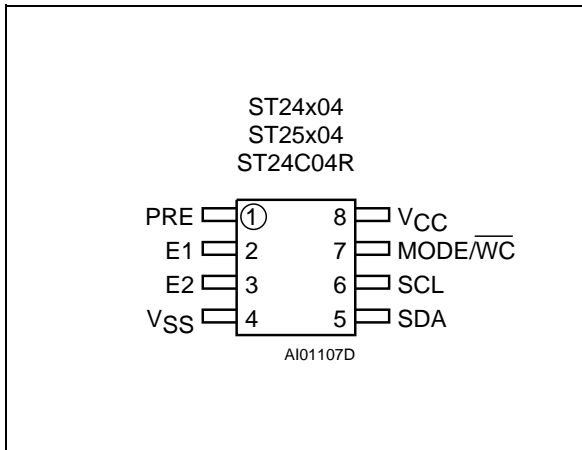 ST24x04
ST25x04
ST24C04R
PRE 1 8 VCC
E1 2 7 MODE/WC
E2 3 6 SCL
VSS 4 5 SDA
AI01107D